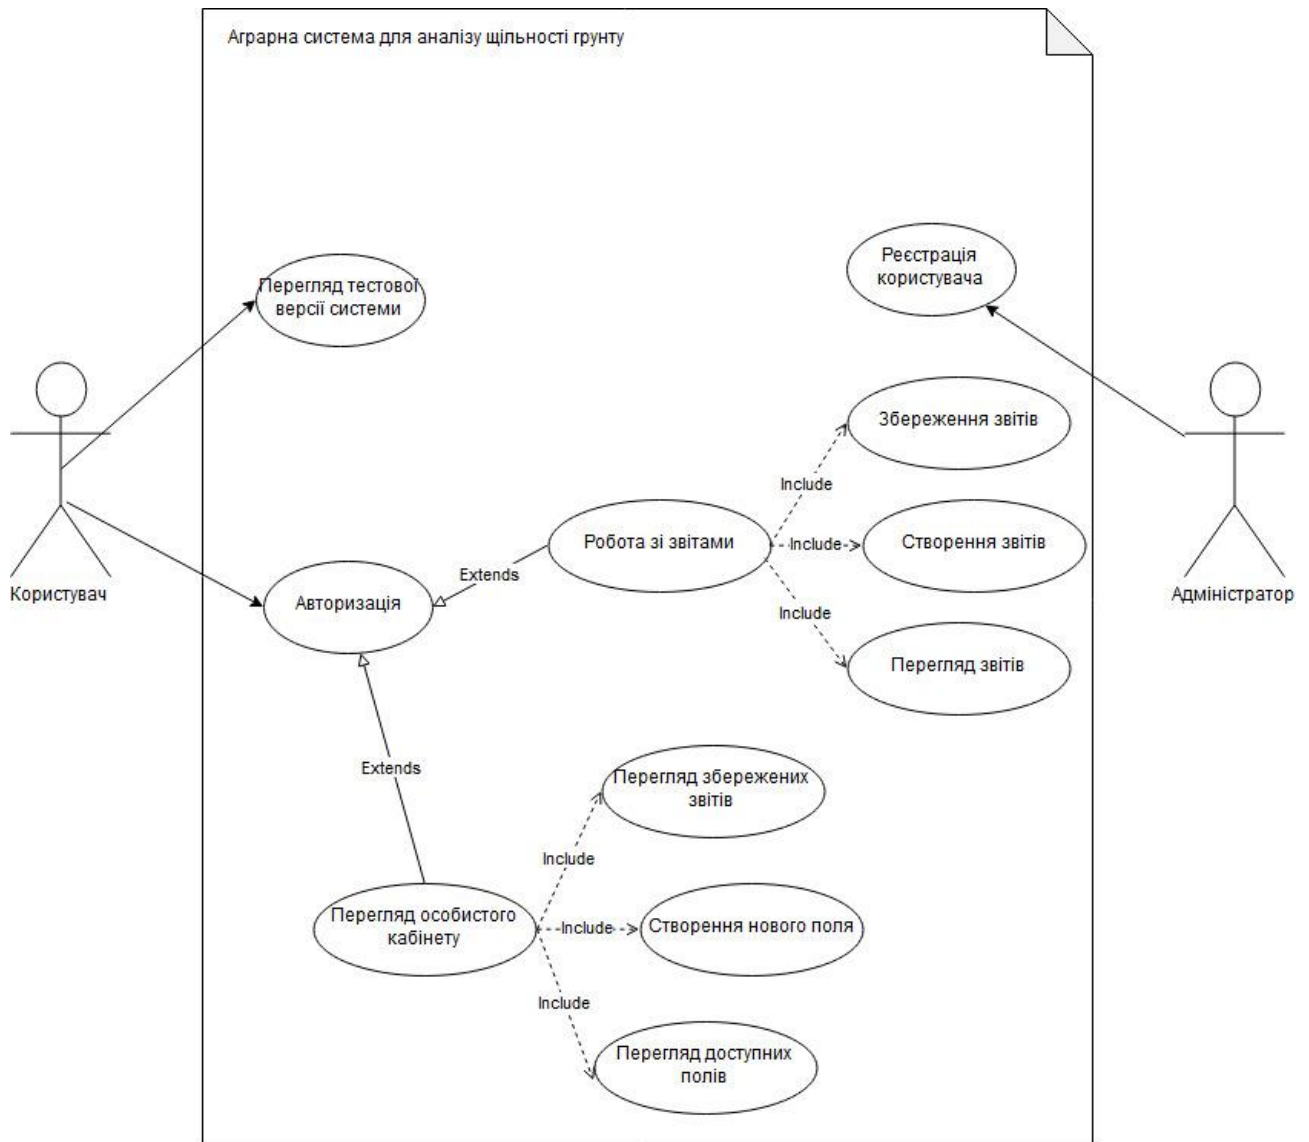 Аграрна система для аналізу щільності грунту
Перегляд тестової
версії системи
Реєстрація
користувача
Збереження звітів
Include
Робота зі звітами
Include
Створення звітів
Extends
Користувач
Адміністратор
Авторизація
Include
Перегляд звітів
Extends
Перегляд збережених
звітів
Include
Перегляд особистого
кабінету
Include
Створення нового поля
Include
Перегляд доступних
полів